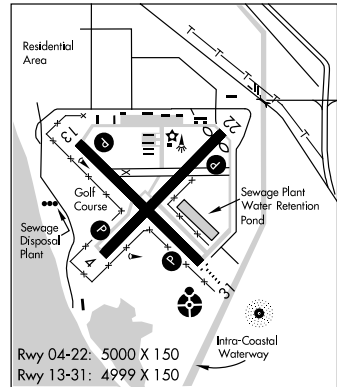 Residential
Area
13
22
P
P
Golf
Course
Sewage Plant
Water Retention
Pond
Sewage
Disposal
Plant
P
P
4
31
Intra-Coastal
Waterway
Rwy 04-22: 5000 X 150
Rwy 13-31: 4999 X 150